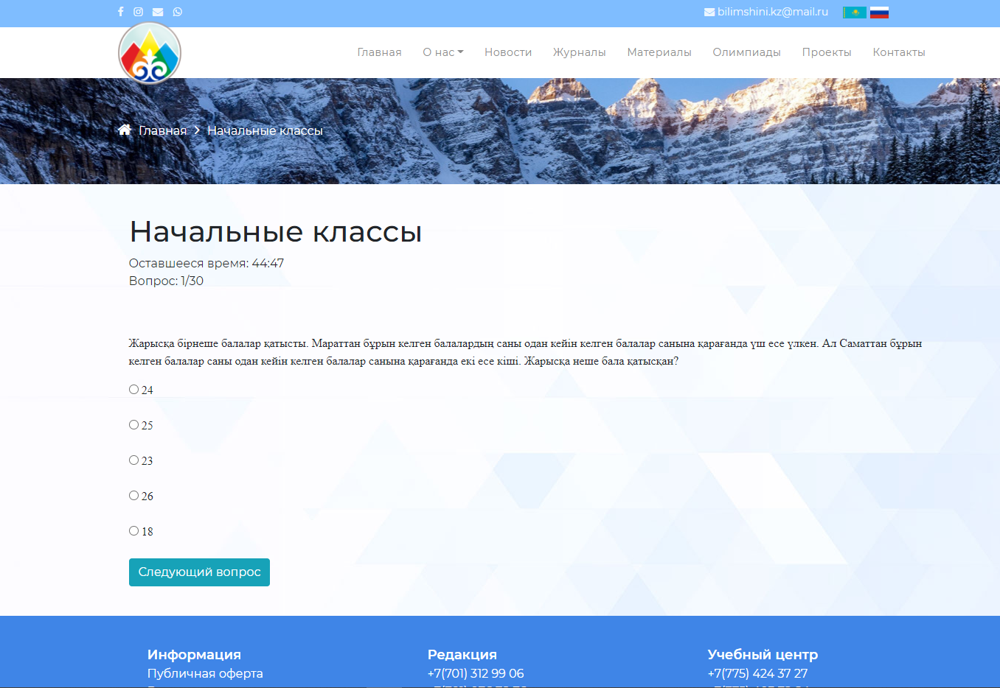 bilimshini.kz@mail.ru
Главная О нас Новости Журналы Материалы Олимпиады Проекты Контакты
Главная Начальные классы
Начальные классы
Оставшееся время: 44:47
Вопрос: 1/30
Жарысқа бірнеше балалар қатысты. Мараттан бұрын келген балалардың саны одан кейін келген балалар санына қарағанда үш есе үлкен. Ал Саматтан бұрын
келген балалар саны одан кейін келген балалар санына қарағанда екі есе кіші. Жарысқа неше бала қатысқан?
24
25
23
26
18
Следующий вопрос
Информация Редакция Учебный центр
Публичная оферта +7(701) 312 99 06 +7(775) 424 37 27